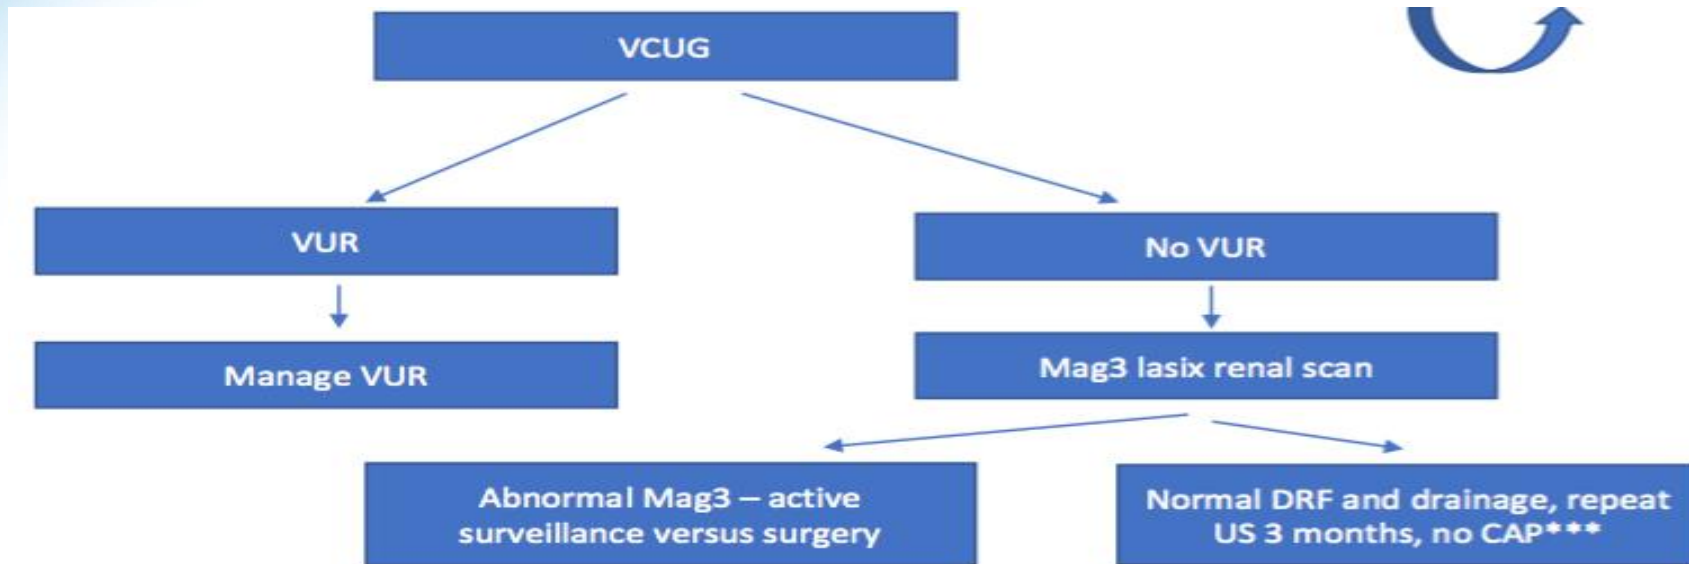 VCUG
VUR
No VUR
Manage VUR
Mag3 lasix renal scan
Abnormal Mag3 – active
surveillance versus surgery
Normal DRF and drainage, repeat
US 3 months, no CAP***